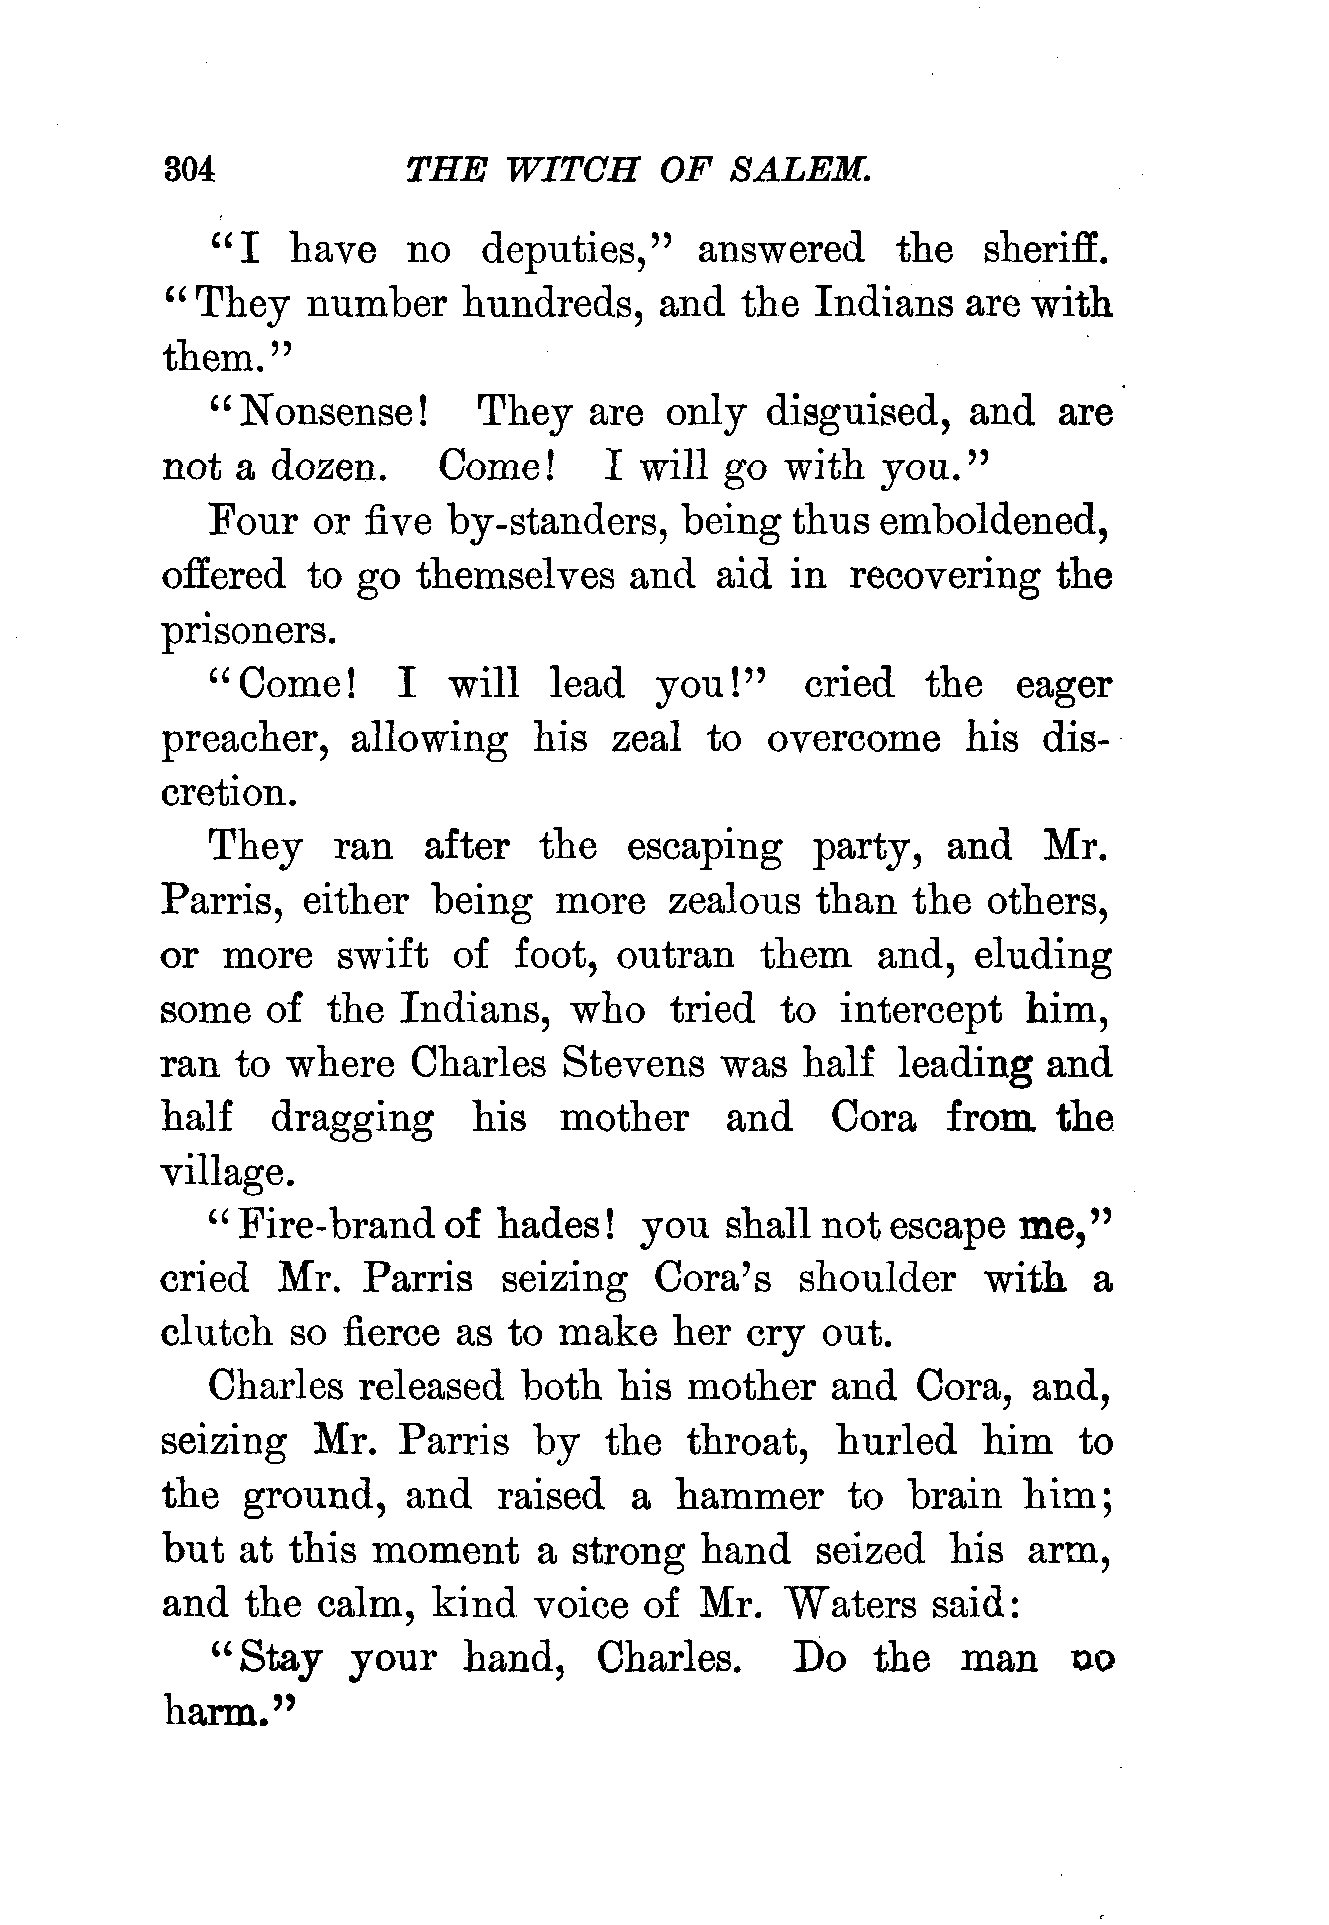 304 THE WITCH OF SALEM.
“I have no deputies,” answered the sheriff.
“They number hundreds, and the Indians are with
them.”
“Nonsense! They are only disguised, and are
not a dozen. Come! I will go with you.”
Four or five by-standers, being thus emboldened,
offered to go themselves and aid in recovering the
prisoners.
“Come! I will lead you!” cried the eager
preacher, allowing his zeal to overcome his dis-
cretion.
They ran after the escaping party, and Mr.
Parris, either being more zealous than the others,
or more swift of foot, outran them and, eluding
some of the Indians, who tried to intercept him,
ran to where Charles Stevens was half leading and
half dragging his mother and Cora from the
village.
“Fire-brand of hades! you shall not escape me,”
cried Mr. Parris seizing Cora’s shoulder with a
clutch so fierce as to make her cry out.
Charles released both his mother and Cora, and,
seizing Mr. Parris by the throat, hurled him to
the ground, and raised a hammer to brain him;
but at this moment a strong hand seized his arm,
and the calm, kind voice of Mr. Waters said:
“Stay your hand, Charles. Do the man no
harm.”